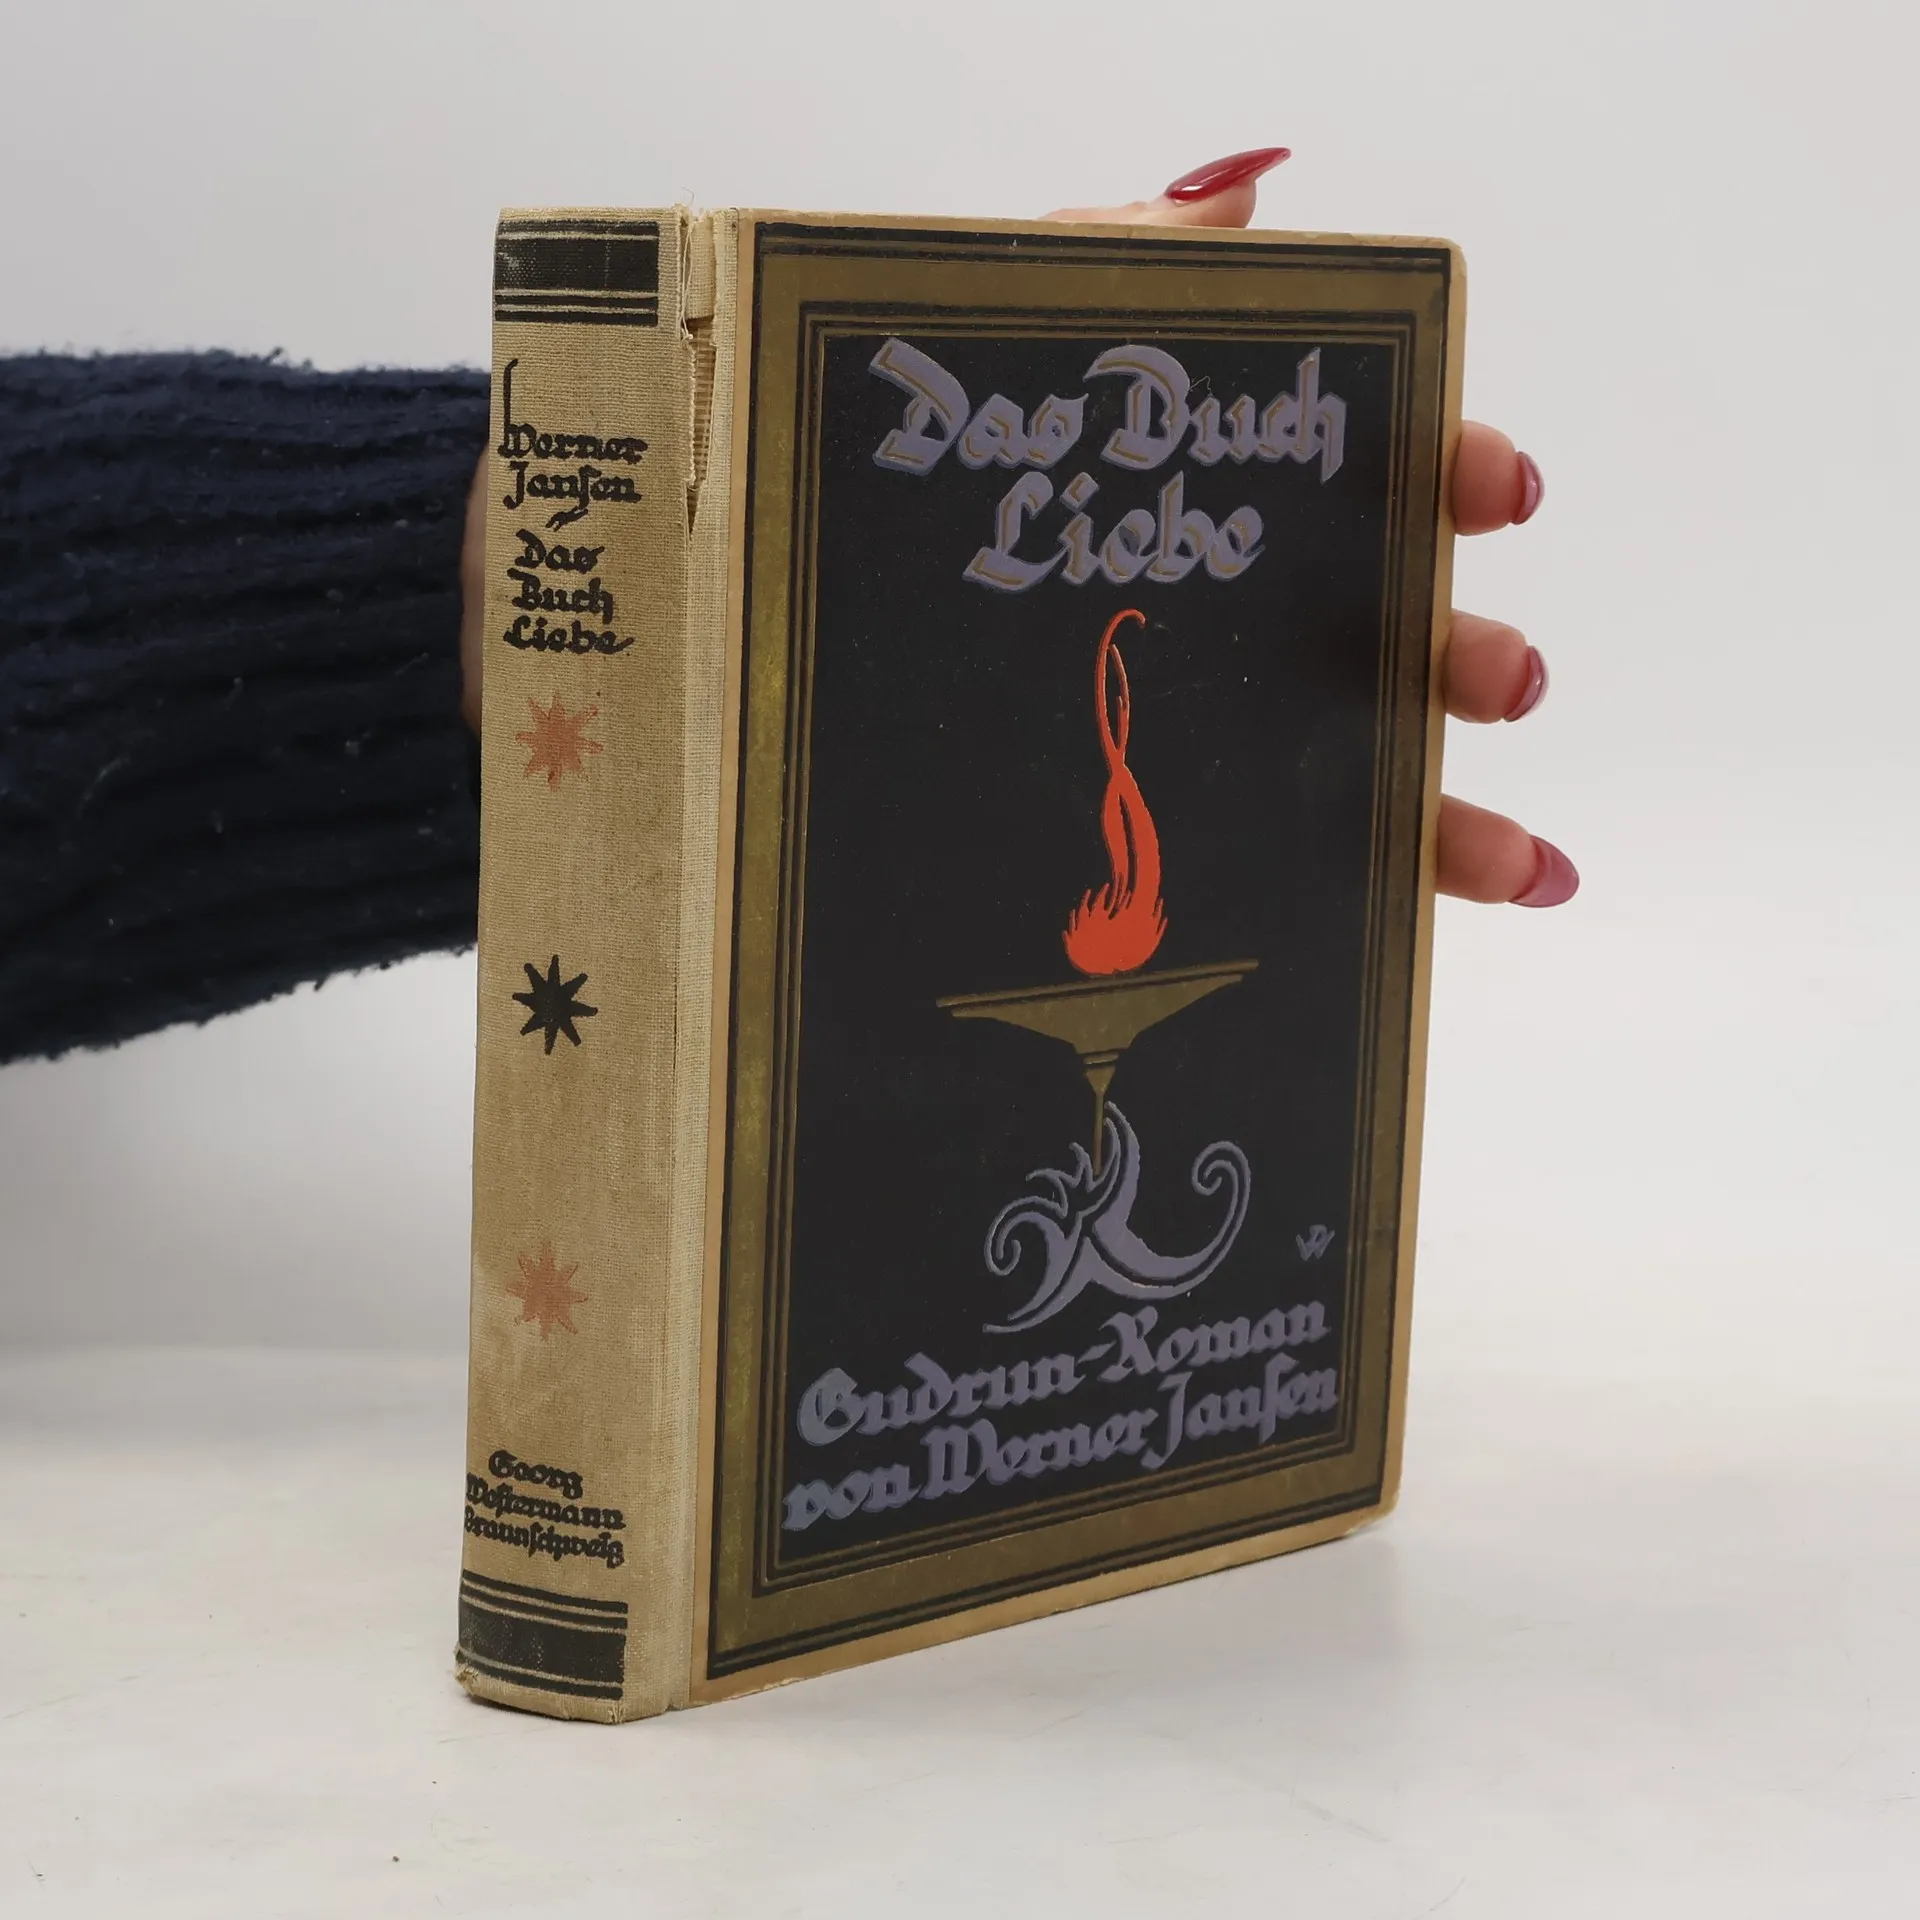 Werner
Janſen
Das
Buch
Liebe
Georg
Weſtermann
Braunſchweig
Das Buch
Liebe
Gudrun-Roman
von Werner Janſen